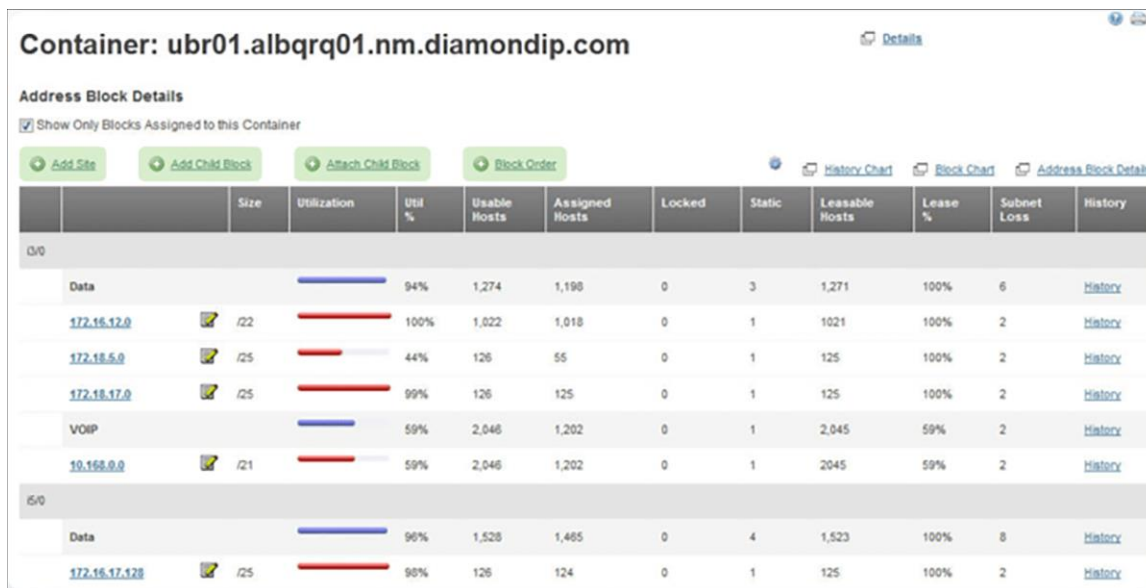 Container: ubr01.albqrq01.nm.diamondip.com
Details
Address Block Details
Show Only Blocks Assigned to this Container
Add Site Add Child Block Attach Child Block Block Order History Chart Block Chart Address Block Detail
Size Utilization Util % Usable Hosts Assigned Hosts Locked Static Leasable Hosts Lease % Subnet Loss History
i3/0
Data 94% 1,274 1,198 0 3 1,271 100% 6 History
172.16.12.0 /22 100% 1,022 1,018 0 1 1021 100% 2 History
172.18.5.0 /25 44% 126 55 0 1 125 100% 2 History
172.18.17.0 /25 99% 126 125 0 1 125 100% 2 History
VOIP 59% 2,046 1,202 0 1 2,045 59% 2 History
10.168.0.0 /21 59% 2,046 1,202 0 1 2045 59% 2 History
i5/0
Data 96% 1,528 1,465 0 4 1,523 100% 8 History
172.16.17.128 /25 98% 126 124 0 1 125 100% 2 History